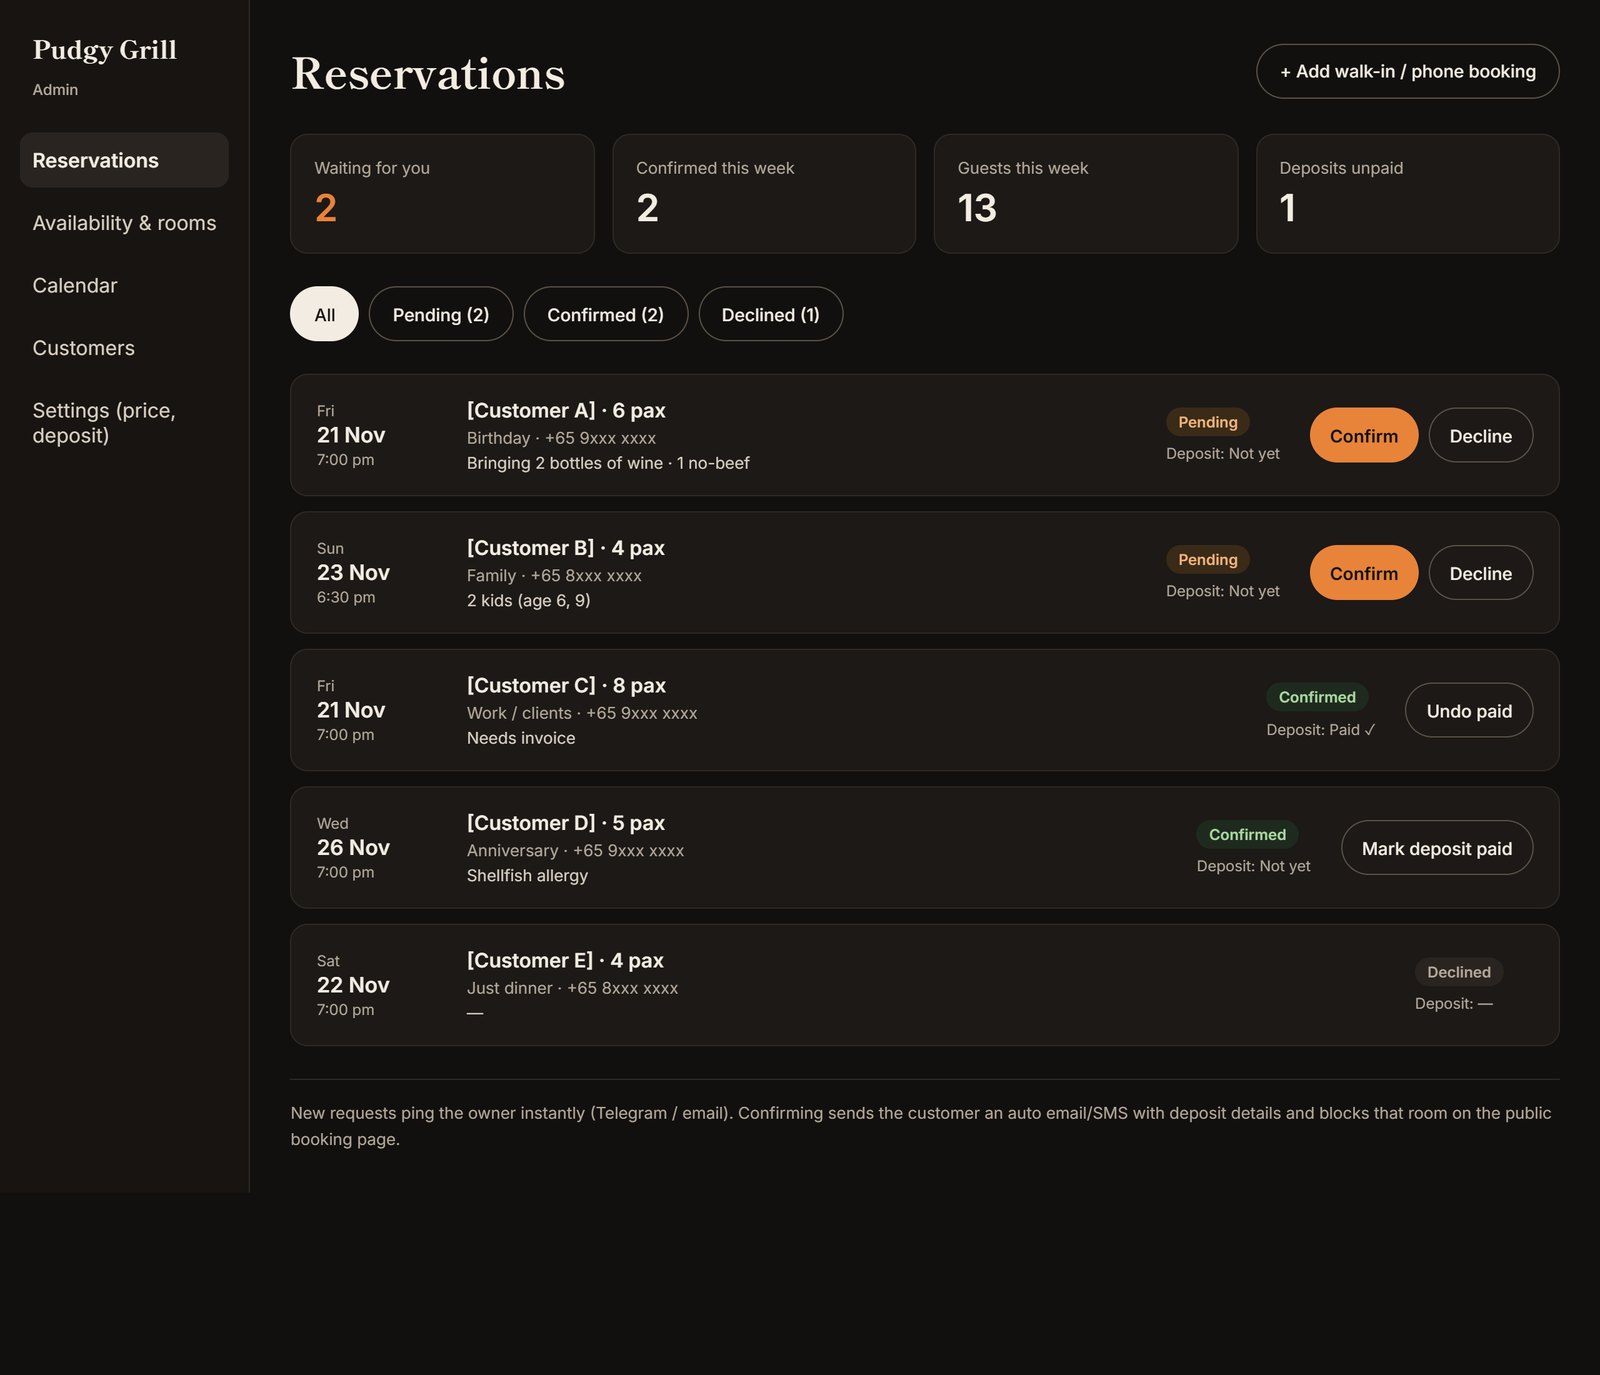 Pudgy Grill
Admin
Reservations
Availability & rooms
Calendar
Customers
Settings (price,
deposit)
Reservations
+ Add walk-in / phone booking
Waiting for you
2
Confirmed this week
2
Guests this week
13
Deposits unpaid
1
All
Pending (2)
Confirmed (2)
Declined (1)
Fri
21 Nov
7:00 pm
[Customer A] · 6 pax
Birthday · +65 9xxx xxxx
Bringing 2 bottles of wine · 1 no-beef
Pending
Deposit: Not yet
Confirm
Decline
Sun
23 Nov
6:30 pm
[Customer B] · 4 pax
Family · +65 8xxx xxxx
2 kids (age 6, 9)
Pending
Deposit: Not yet
Confirm
Decline
Fri
21 Nov
7:00 pm
[Customer C] · 8 pax
Work / clients · +65 9xxx xxxx
Needs invoice
Confirmed
Deposit: Paid ✓
Undo paid
Wed
26 Nov
7:00 pm
[Customer D] · 5 pax
Anniversary · +65 9xxx xxxx
Shellfish allergy
Confirmed
Deposit: Not yet
Mark deposit paid
Sat
22 Nov
7:00 pm
[Customer E] · 4 pax
Just dinner · +65 8xxx xxxx
—
Declined
Deposit: —
New requests ping the owner instantly (Telegram / email). Confirming sends the customer an auto email/SMS with deposit details and blocks that room on the public
booking page.